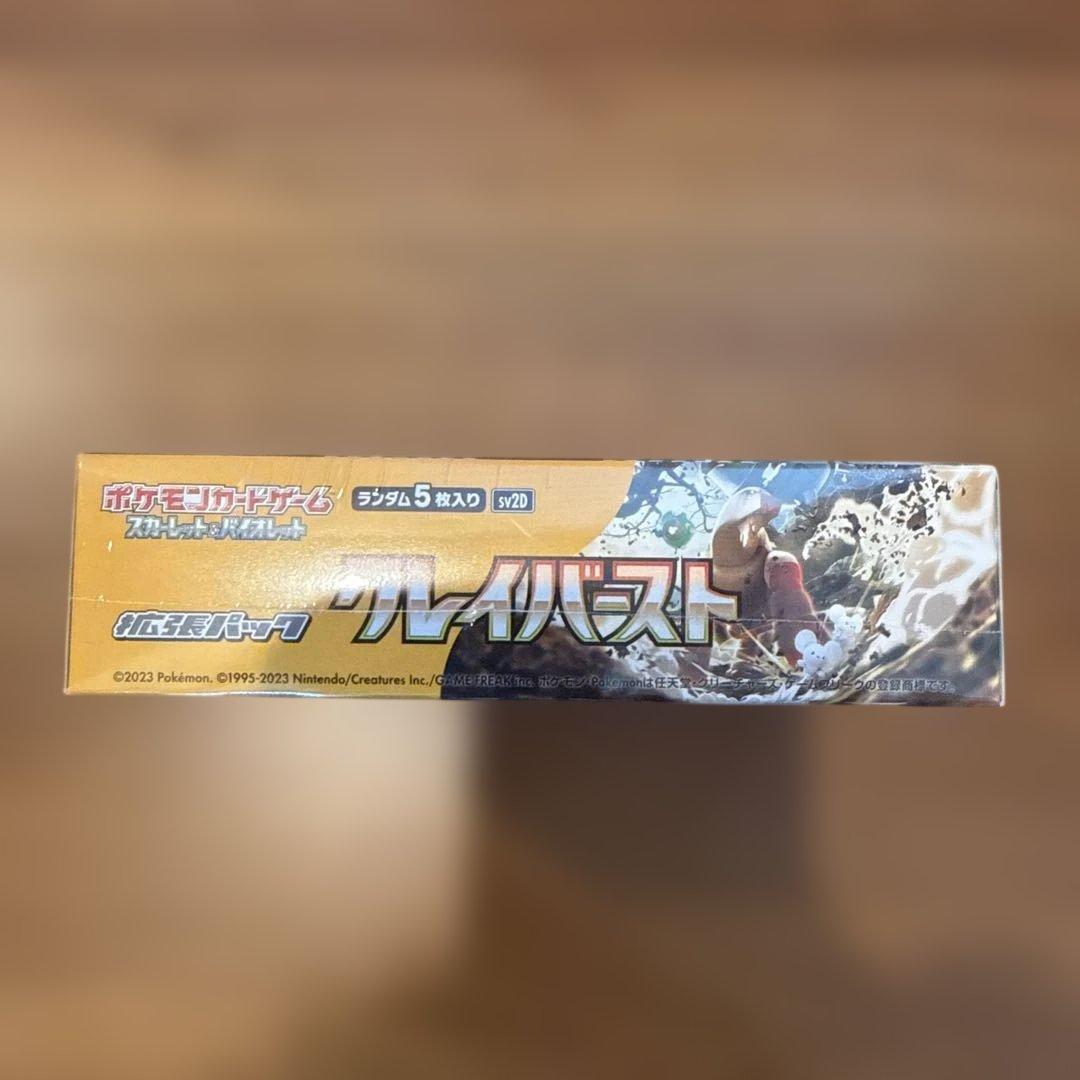 ポケモンカードゲーム
スカーレット&バイオレット
ランダム5枚入り
sv2D
拡張パック
クレイバースト
©2023 Pokémon. ©1995-2023 Nintendo/Creatures Inc./GAME FREAK inc. ポケモン・Pokémonは任天堂・クリーチャーズ・ゲームフリークの登録商標です。